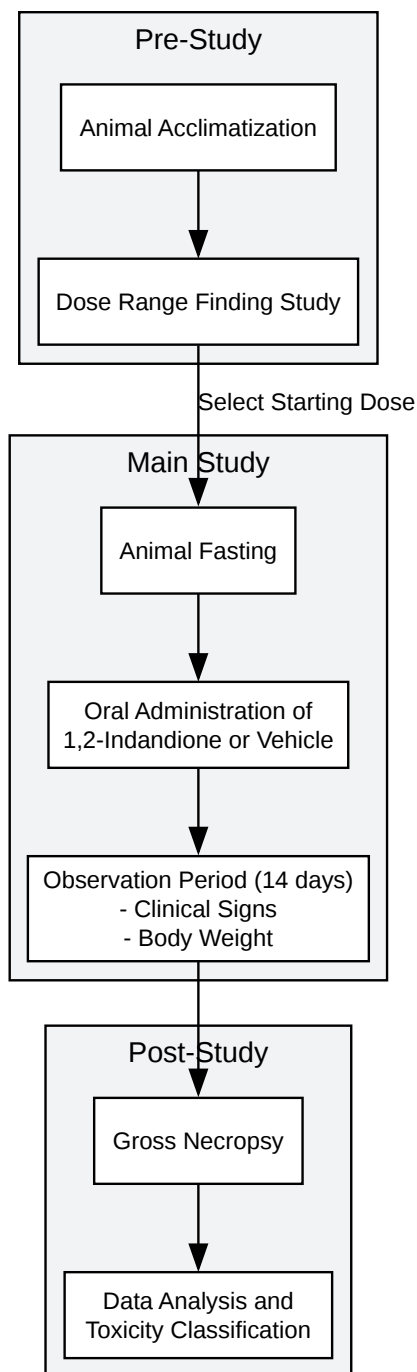 Pre-Study
Animal Acclimatization
Dose Range Finding Study
Select Starting Dose
Main Study
Animal Fasting
Oral Administration of
1,2-Indandione or Vehicle
Observation Period (14 days)
- Clinical Signs
- Body Weight
Post-Study
Gross Necropsy
Data Analysis and
Toxicity Classification